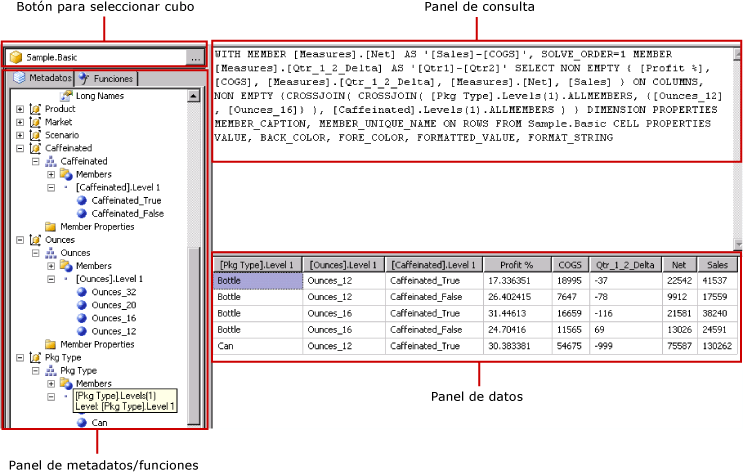 Botón para seleccionar cubo
Panel de consulta
Sample.Basic ...
Metadatos Funciones
Long Names
Product
Market
Scenario
Caffeinated
Caffeinated
Members
[Caffeinated].Level 1
Caffeinated_True
Caffeinated_False
Member Properties
Ounces
Ounces
Members
[Ounces].Level 1
Ounces_32
Ounces_20
Ounces_16
Ounces_12
Member Properties
Pkg Type
Pkg Type
Members
[Pkg Type].Levels(1)
Level: [Pkg Type].Level 1
Can
WITH MEMBER [Measures].[Net] AS '[Sales]-[COGS]', SOLVE_ORDER=1 MEMBER
[Measures].[Qtr_1_2_Delta] AS '[Qtr1]-[Qtr2]' SELECT NON EMPTY { [Profit %],
[COGS], [Measures].[Qtr_1_2_Delta], [Measures].[Net], [Sales] } ON COLUMNS,
NON EMPTY (CROSSJOIN( CROSSJOIN( [Pkg Type].Levels(1).ALLMEMBERS, ([Ounces_12]
, [Ounces_16]) ), [Caffeinated].Levels(1).ALLMEMBERS ) ) DIMENSION PROPERTIES
MEMBER_CAPTION, MEMBER_UNIQUE_NAME ON ROWS FROM Sample.Basic CELL PROPERTIES
VALUE, BACK_COLOR, FORE_COLOR, FORMATTED_VALUE, FORMAT_STRING
[Pkg Type].Level 1 [Ounces].Level 1 [Caffeinated].Level 1 Profit % COGS Qtr_1_2_Delta Net Sales
Bottle Ounces_12 Caffeinated_True 17.336351 18995 -37 22542 41537
Bottle Ounces_12 Caffeinated_False 26.402415 7647 -78 9912 17559
Bottle Ounces_16 Caffeinated_True 31.44613 16659 -116 21581 38240
Bottle Ounces_16 Caffeinated_False 24.70416 11565 69 13026 24591
Can Ounces_12 Caffeinated_True 30.383381 54675 -999 75587 130262
Panel de datos
Panel de metadatos/funciones